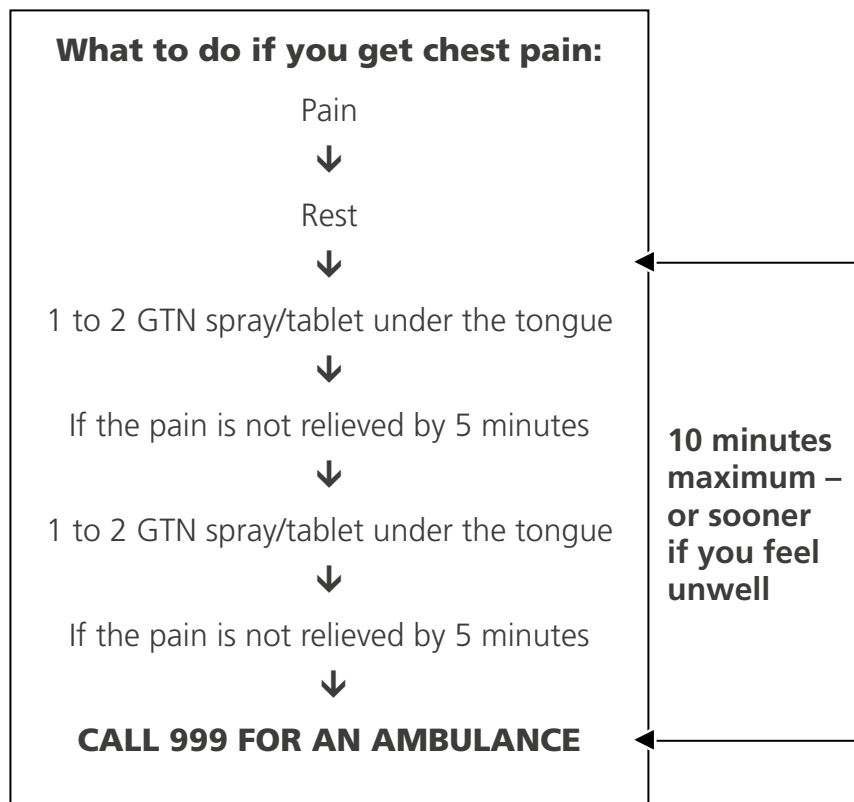 What to do if you get chest pain:
Pain
Rest
1 to 2 GTN spray/tablet under the tongue
If the pain is not relieved by 5 minutes
1 to 2 GTN spray/tablet under the tongue
If the pain is not relieved by 5 minutes
CALL 999 FOR AN AMBULANCE
10 minutes
maximum –
or sooner
if you feel
unwell